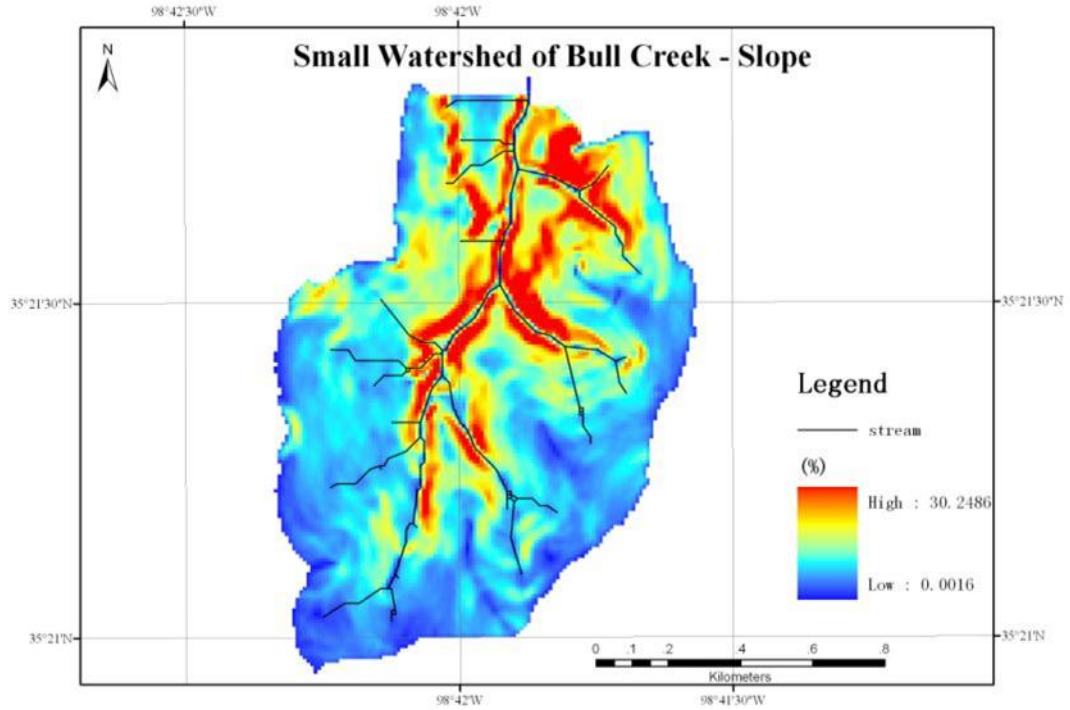 98°42'30"W 98°42'W
N
Small Watershed of Bull Creek - Slope
35°21'30"N 35°21'30"N
Legend
stream
(%)
High : 30.2486
Low : 0.0016
35°21'N 35°21'N
0 .1 .2 .4 .6 .8
Kilometers
98°42'W 98°41'30"W